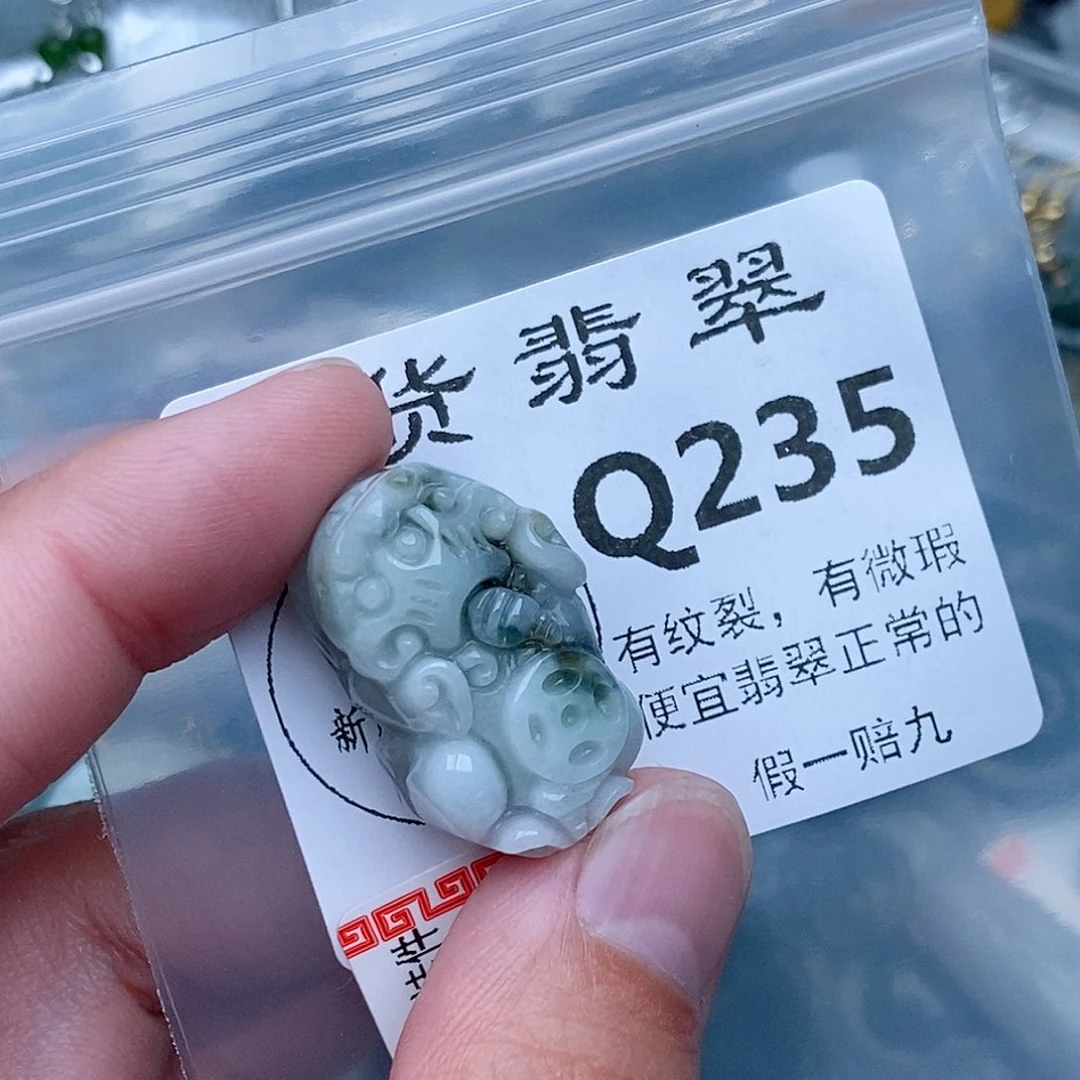 货翡翠
Q235
有纹裂，有微瑕
便宜翡翠正常的
假一赔九
新